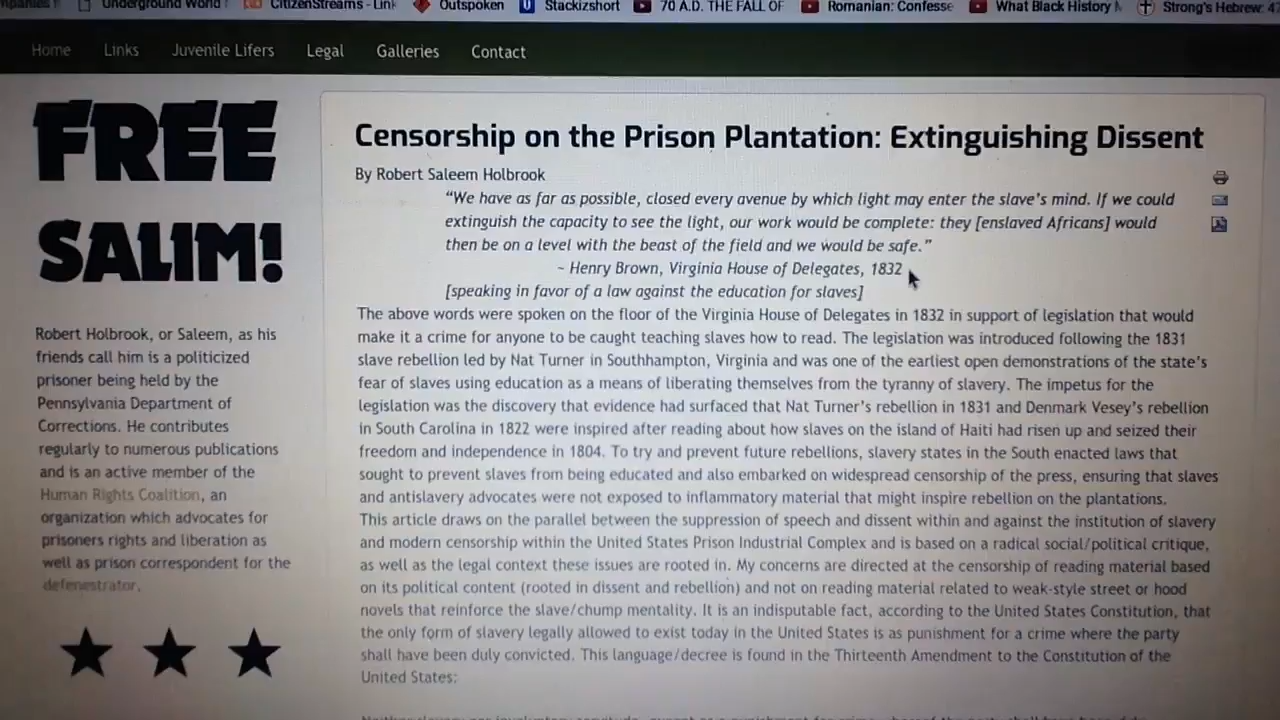 Underground World
CitizenStreams - Link
Outspoken
Stackizshort
70 A.D. THE FALL OF
Romanian: Confesse
What Black History M
Strong's Hebrew: 47
Home
Links
Juvenile Lifers
Legal
Galleries
Contact
FREE
SALIM!
Robert Holbrook, or Saleem, as his
friends call him is a politicized
prisoner being held by the
Pennsylvania Department of
Corrections. He contributes
regularly to numerous publications
and is an active member of the
Human Rights Coalition, an
organization which advocates for
prisoners rights and liberation as
well as prison correspondent for the
defenestrator.
Censorship on the Prison Plantation: Extinguishing Dissent
By Robert Saleem Holbrook
“We have as far as possible, closed every avenue by which light may enter the slave’s mind. If we could
extinguish the capacity to see the light, our work would be complete: they [enslaved Africans] would
then be on a level with the beast of the field and we would be safe.”
~ Henry Brown, Virginia House of Delegates, 1832
[speaking in favor of a law against the education for slaves]
The above words were spoken on the floor of the Virginia House of Delegates in 1832 in support of legislation that would
make it a crime for anyone to be caught teaching slaves how to read. The legislation was introduced following the 1831
slave rebellion led by Nat Turner in Southhampton, Virginia and was one of the earliest open demonstrations of the state’s
fear of slaves using education as a means of liberating themselves from the tyranny of slavery. The impetus for the
legislation was the discovery that evidence had surfaced that Nat Turner’s rebellion in 1831 and Denmark Vesey’s rebellion
in South Carolina in 1822 were inspired after reading about how slaves on the island of Haiti had risen up and seized their
freedom and independence in 1804. To try and prevent future rebellions, slavery states in the South enacted laws that
sought to prevent slaves from being educated and also embarked on widespread censorship of the press, ensuring that slaves
and antislavery advocates were not exposed to inflammatory material that might inspire rebellion on the plantations.
This article draws on the parallel between the suppression of speech and dissent within and against the institution of slavery
and modern censorship within the United States Prison Industrial Complex and is based on a radical social/political critique,
as well as the legal context these issues are rooted in. My concerns are directed at the censorship of reading material based
on its political content (rooted in dissent and rebellion) and not on reading material related to weak-style street or hood
novels that reinforce the slave/chump mentality. It is an indisputable fact, according to the United States Constitution, that
the only form of slavery legally allowed to exist today in the United States is as punishment for a crime where the party
shall have been duly convicted. This language/decree is found in the Thirteenth Amendment to the Constitution of the
United States: